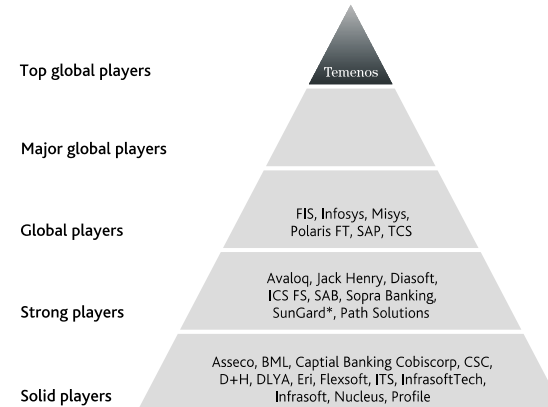 Top global players
Temenos
Major global players
Global players
FIS, Infosys, Misys,
Polaris FT, SAP, TCS
Strong players
Avaloq, Jack Henry, Diasoft,
ICS FS, SAB, Sopra Banking,
SunGard*, Path Solutions
Solid players
Asseco, BML, Captial Banking Cobiscorp, CSC,
D+H, DLYA, Eri, Flexsoft, ITS, InfrasoftTech,
Infrasoft, Nucleus, Profile